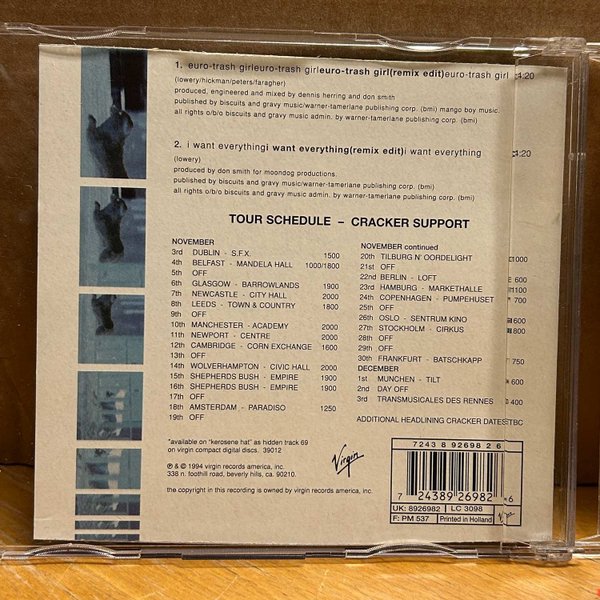 1. euro-trash girleuro-trash girleuro-trash girl(remix edit)euro-trash girl 4:20
(lowery/hickman/peters/faragher)
produced, engineered and mixed by dennis herring and don smith
published by biscuits and gravy music/warner-tamerlane publishing corp. (bmi) mango boy music.
all rights o/b/o biscuits and gravy music admin. by warner-tamerlane publishing corp. (bmi)
2. i want everythingi want everything(remix edit)i want everything :20
(lowery)
produced by don smith for moondog productions.
published by biscuits and gravy music/warner-tamerlane publishing corp. (bmi)
all rights o/b/o biscuits and gravy music admin. by warner-tamerlane publishing corp. (bmi)
TOUR SCHEDULE – CRACKER SUPPORT
NOVEMBER
3rd DUBLIN - S.F.X. 1500
4th BELFAST - MANDELA HALL 1000/1800
5th OFF
6th GLASGOW - BARROWLANDS 1900
7th NEWCASTLE - CITY HALL 2000
8th LEEDS - TOWN & COUNTRY 1800
9th OFF
10th MANCHESTER - ACADEMY 2000
11th NEWPORT - CENTRE 2000
12th CAMBRIDGE - CORN EXCHANGE 1600
13th OFF
14th WOLVERHAMPTON - CIVIC HALL 2000
15th SHEPHERDS BUSH - EMPIRE 1900
16th SHEPHERDS BUSH - EMPIRE 1900
17th OFF
18th AMSTERDAM - PARADISO 1250
19th OFF
NOVEMBER continued
20th TILBURG N' OORDELIGHT 1000
21st OFF
22nd BERLIN - LOFT 600
23rd HAMBURG - MARKETHALLE 1100
24th COPENHAGEN - PUMPEHUSET 700
25th OFF
26th OSLO - SENTRUM KINO 600
27th STOCKHOLM - CIRKUS 800
28th OFF
29th OFF
30th FRANKFURT - BATSCHKAPP 750
DECEMBER
1st MUNCHEN - TILT 600
2nd DAY OFF
3rd TRANSMUSICALES DES RENNES 400
ADDITIONAL HEADLINING CRACKER DATES TBC
*available on "kerosene hat" as hidden track 69
on virgin compact digital discs. 39012
℗ & © 1994 virgin records america, inc.
338 n. foothill road, beverly hills, ca. 90210.
the copyright in this recording is owned by virgin records america, inc.
Virgin
7243 8 92698 2 6
7 24389 26982 6
UK: 8926982 LC 3098
F: PM 537 Printed in Holland Virgin